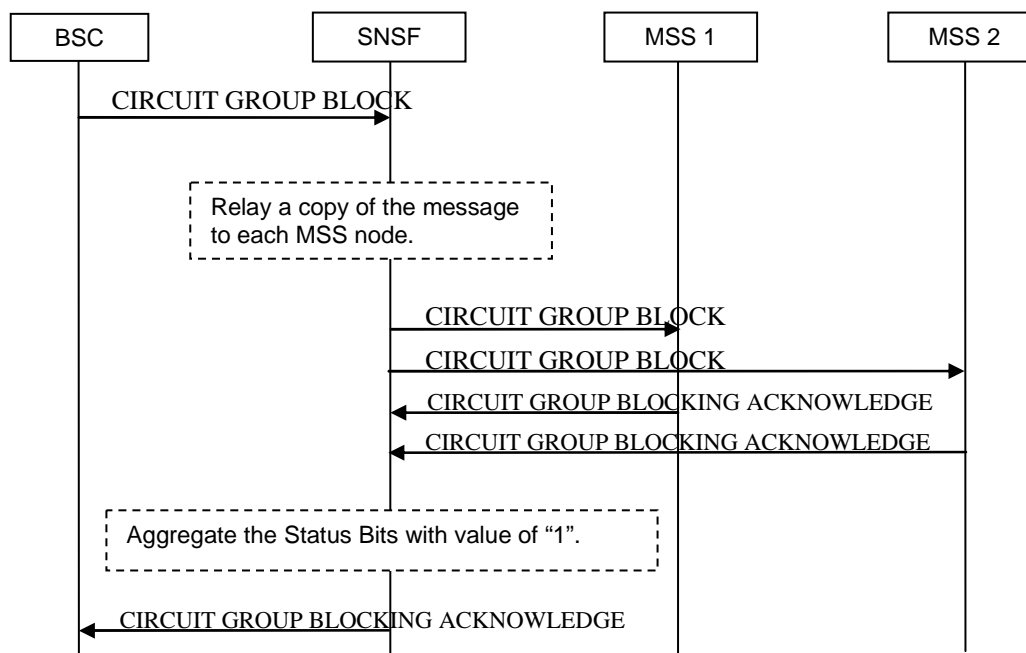 BSC
SNSF
MSS 1
MSS 2
CIRCUIT GROUP BLOCK
Relay a copy of the message
to each MSS node.
CIRCUIT GROUP BLOCK
CIRCUIT GROUP BLOCK
CIRCUIT GROUP BLOCKING ACKNOWLEDGE
CIRCUIT GROUP BLOCKING ACKNOWLEDGE
Aggregate the Status Bits with value of “1”.
CIRCUIT GROUP BLOCKING ACKNOWLEDGE